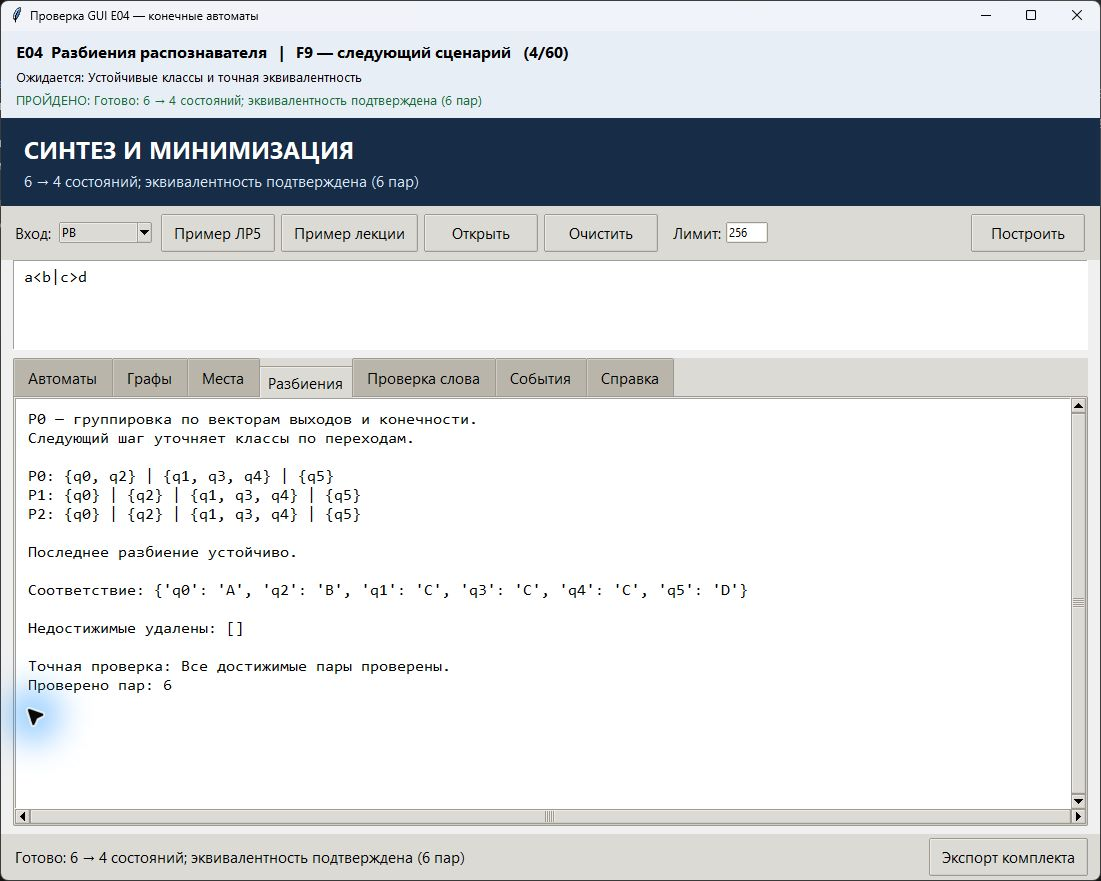 Проверка GUI E04 — конечные автоматы
E04 Разбиения распознавателя | F9 — следующий сценарий (4/60)
Ожидается: Устойчивые классы и точная эквивалентность
ПРОЙДЕНО: Готово: 6 → 4 состояний; эквивалентность подтверждена (6 пар)
СИНТЕЗ И МИНИМИЗАЦИЯ
6 → 4 состояний; эквивалентность подтверждена (6 пар)
Вход: РВ Пример ЛР5 Пример лекции Открыть Очистить Лимит: 256 Построить
a<b|c>d
Автоматы Графы Места Разбиения Проверка слова События Справка
P0 — группировка по векторам выходов и конечности.
Следующий шаг уточняет классы по переходам.
P0: {q0, q2} | {q1, q3, q4} | {q5}
P1: {q0} | {q2} | {q1, q3, q4} | {q5}
P2: {q0} | {q2} | {q1, q3, q4} | {q5}
Последнее разбиение устойчиво.
Соответствие: {'q0': 'A', 'q2': 'B', 'q1': 'C', 'q3': 'C', 'q4': 'C', 'q5': 'D'}
Недостижимые удалены: []
Точная проверка: Все достижимые пары проверены.
Проверено пар: 6
Готово: 6 → 4 состояний; эквивалентность подтверждена (6 пар) Экспорт комплекта